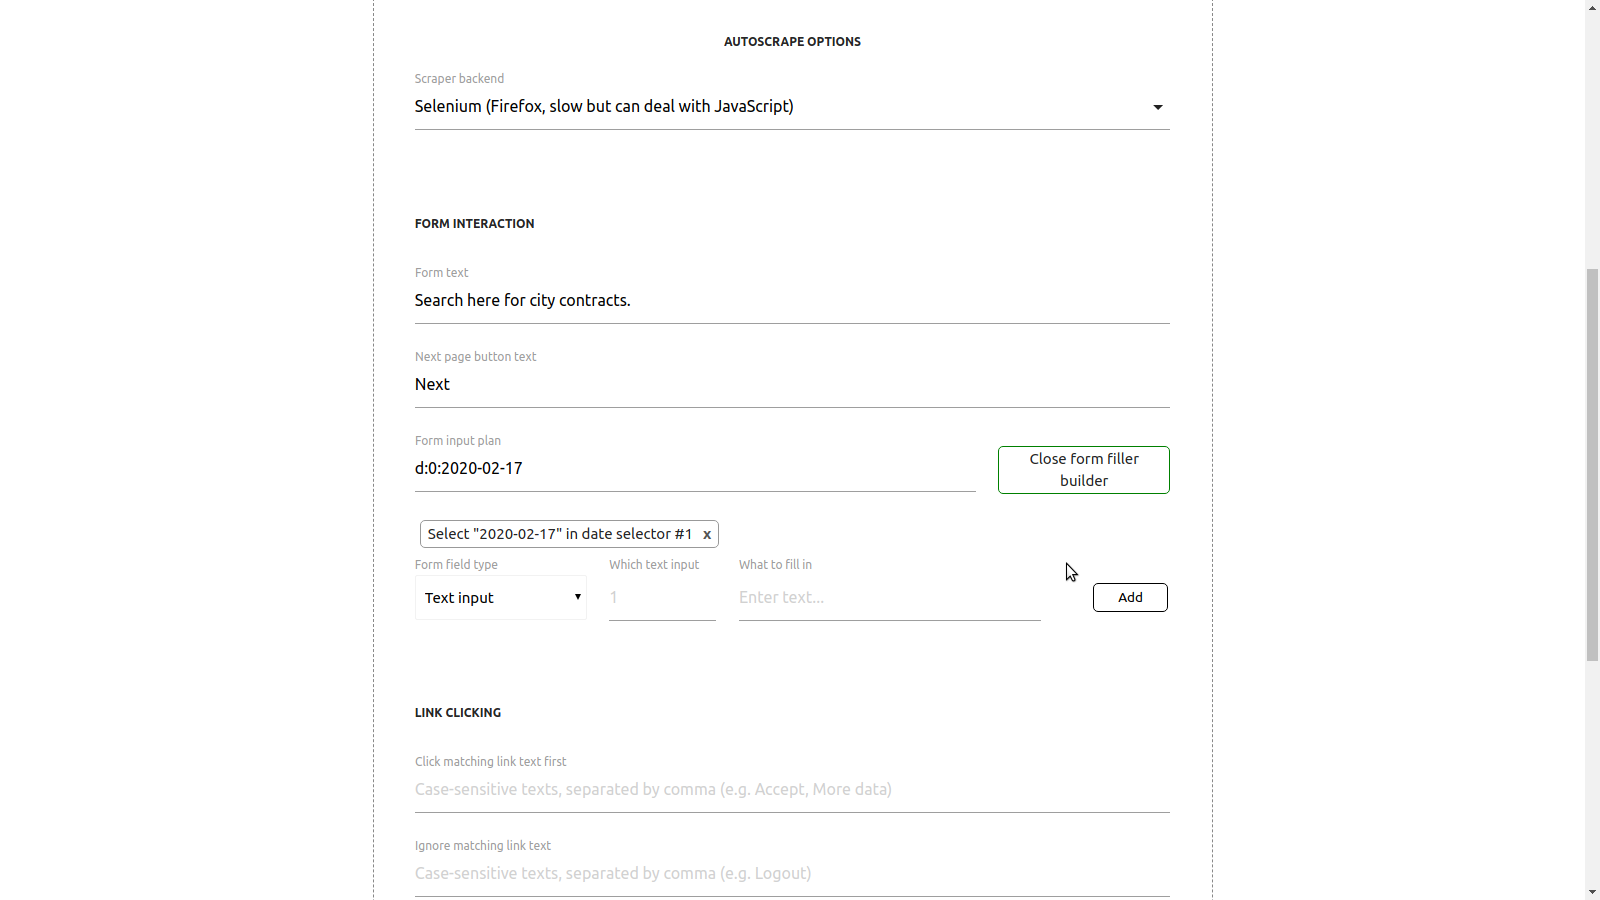 AUTOSCRAPE OPTIONS
Scraper backend
Selenium (Firefox, slow but can deal with JavaScript)
FORM INTERACTION
Form text
Search here for city contracts.
Next page button text
Next
Form input plan
d:0:2020-02-17
Close form filler
builder
Select "2020-02-17" in date selector #1 x
Form field type Which text input What to fill in
Text input 1 Enter text... Add
LINK CLICKING
Click matching link text first
Case-sensitive texts, separated by comma (e.g. Accept, More data)
Ignore matching link text
Case-sensitive texts, separated by comma (e.g. Logout)